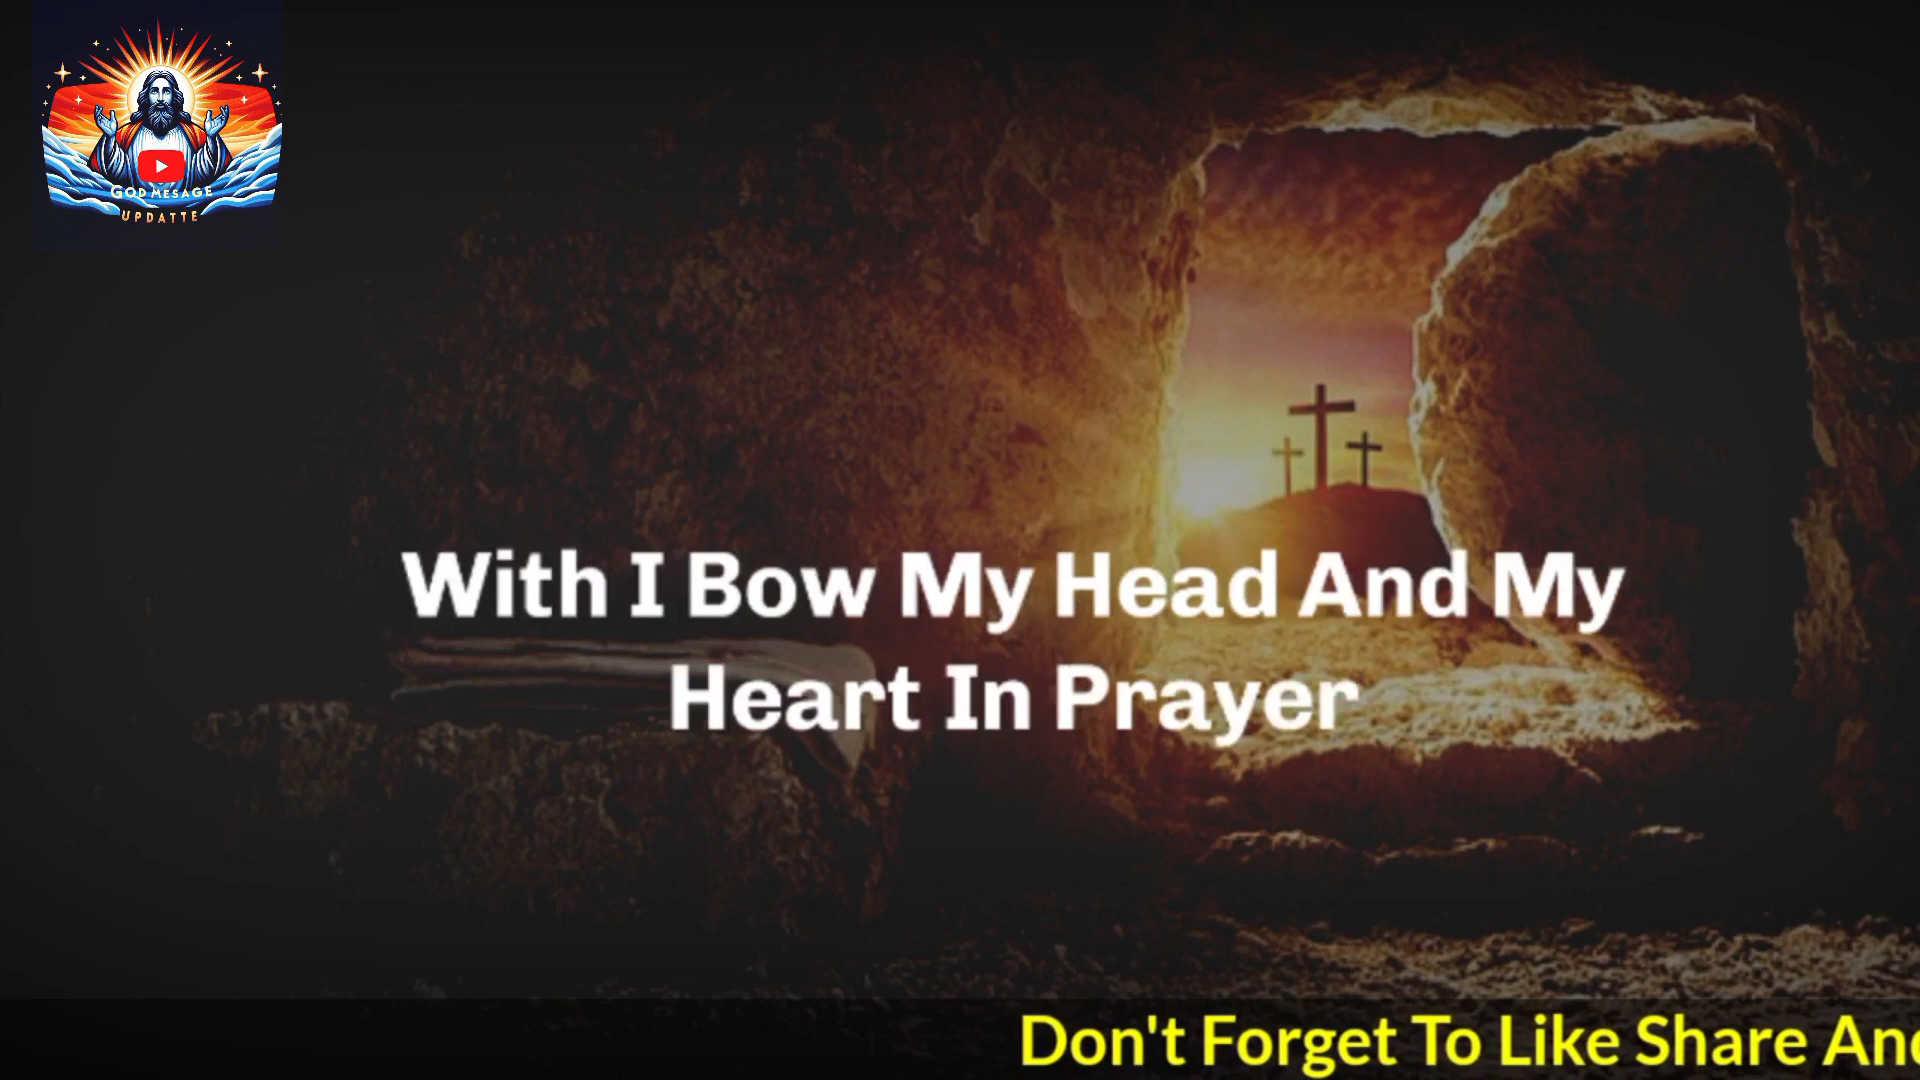 GOD MESAGE
UPDATTE
With I Bow My Head And My
Heart In Prayer
Don't Forget To Like Share And